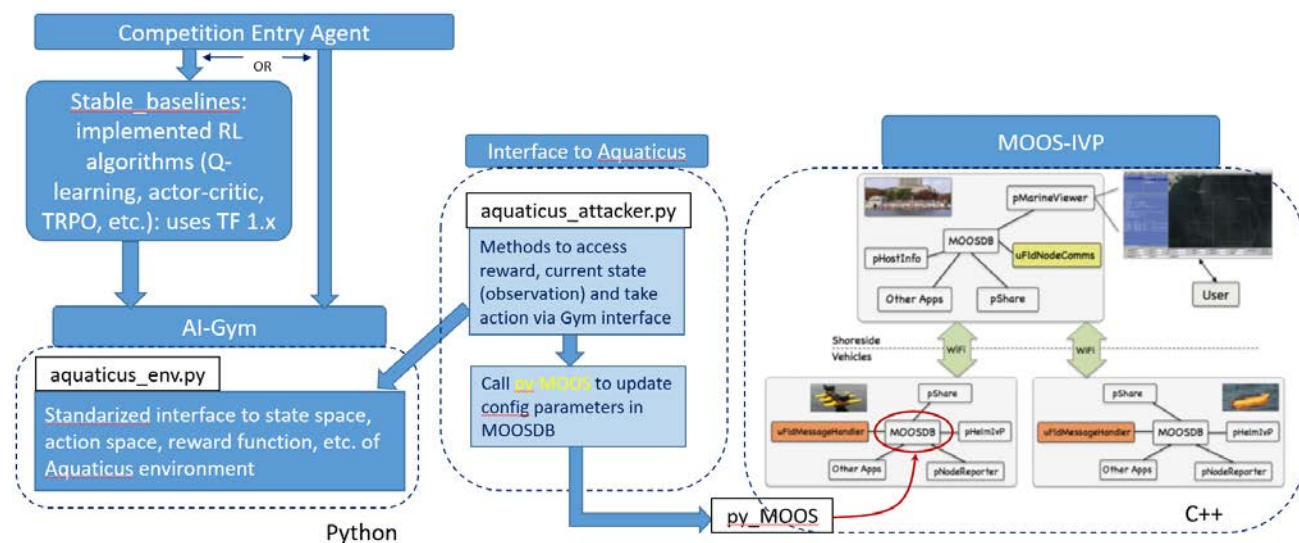 Competition Entry Agent
OR
Stable_baselines:
implemented RL
algorithms (Q-
learning, actor-critic,
TRPO, etc.): uses TF 1.x
AI-Gym
aquaticus_env.py
Standarized interface to state space,
action space, reward function, etc. of
Aquaticus environment
Python
Interface to Aquaticus
aquaticus_attacker.py
Methods to access
reward, current state
(observation) and take
action via Gym interface
Call py-MOOS to update
config parameters in
MOOSDB
py_MOOS
MOOS-IVP
pMarineViewer
MOOSDB
pHostInfo
uFldNodeComms
Other Apps
pShare
User
Shoreside
Vehicles
WiFi
WiFi
pShare
uFldMessageHandler
MOOSDB
pHelmIvP
Other Apps
pNodeReporter
pShare
uFldMessageHandler
MOOSDB
pHelmIvP
Other Apps
pNodeReporter
C++